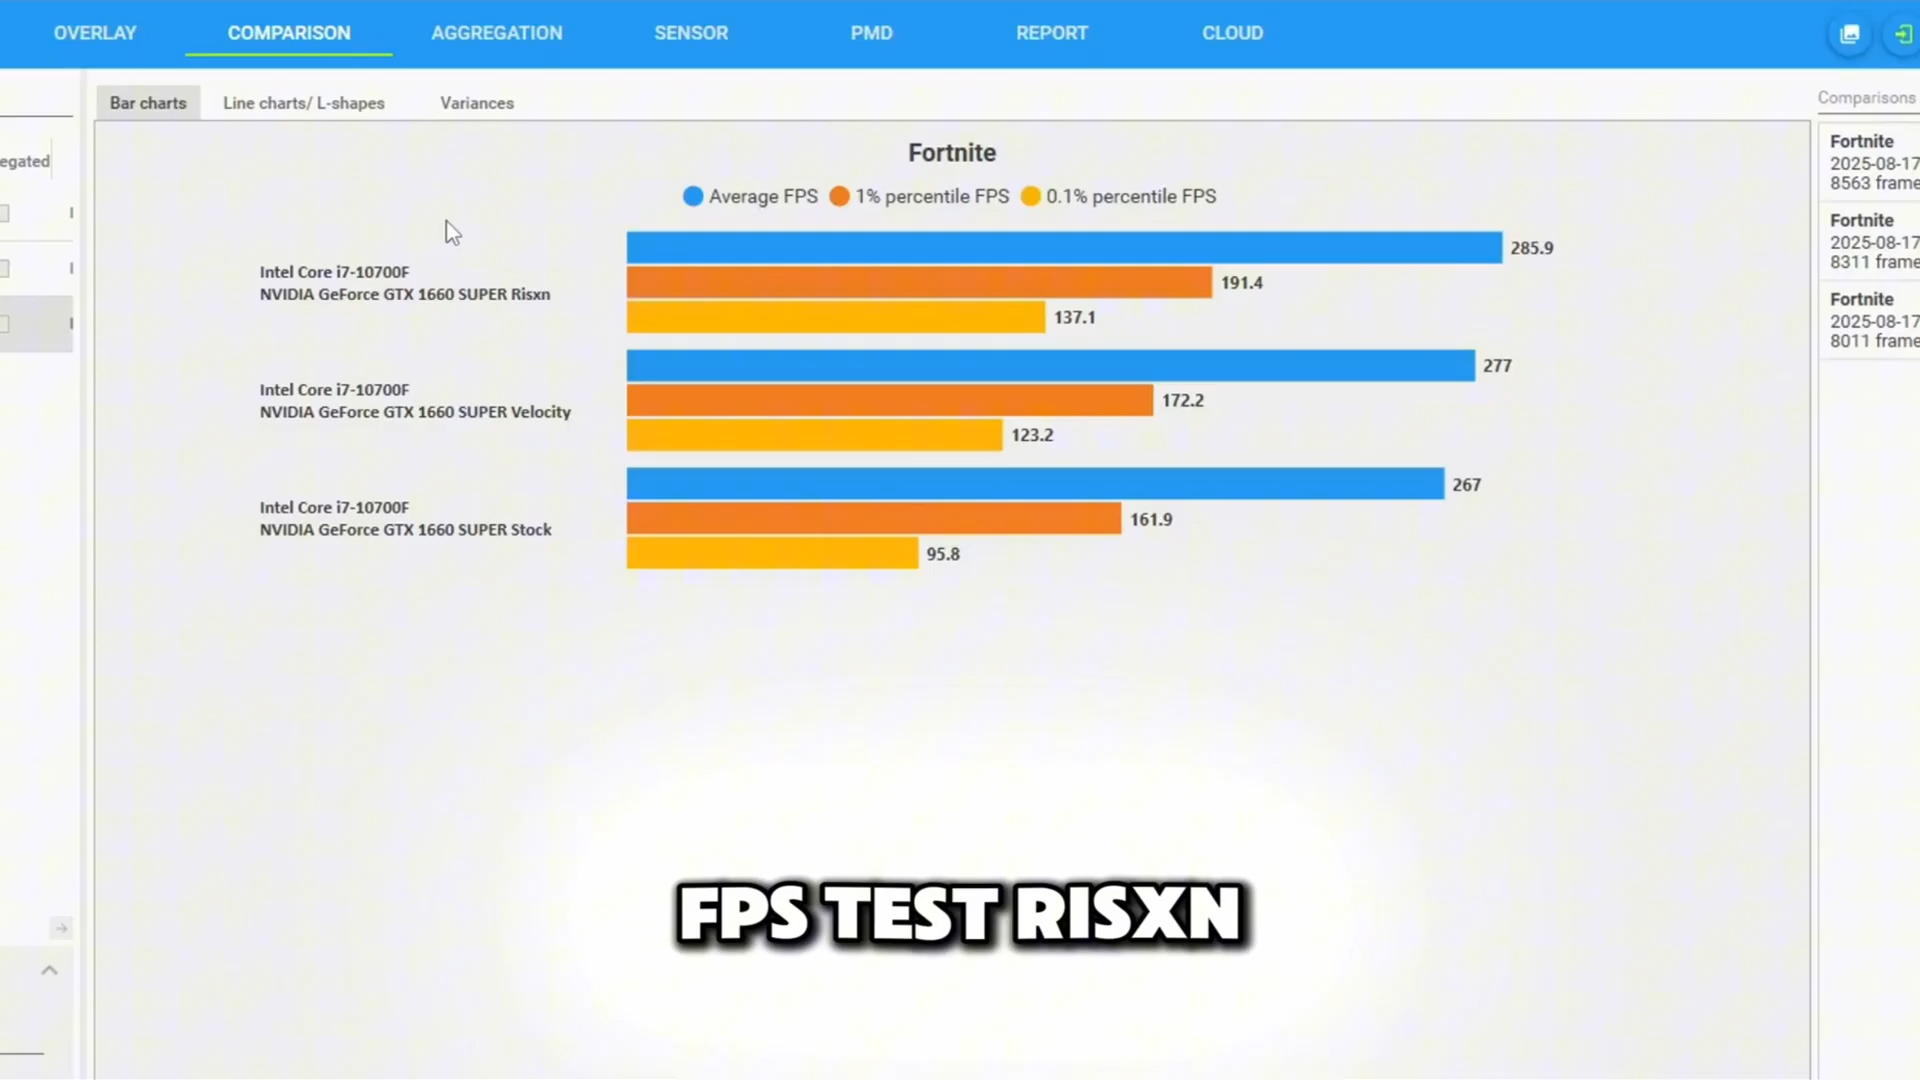 OVERLAY COMPARISON AGGREGATION SENSOR PMD REPORT CLOUD
Bar charts Line charts/ L-shapes Variances
Comparisons
egated
Fortnite
Average FPS 1% percentile FPS 0.1% percentile FPS
Intel Core i7-10700F
NVIDIA GeForce GTX 1660 SUPER Risxn
285.9
191.4
137.1
Intel Core i7-10700F
NVIDIA GeForce GTX 1660 SUPER Velocity
277
172.2
123.2
Intel Core i7-10700F
NVIDIA GeForce GTX 1660 SUPER Stock
267
161.9
95.8
Fortnite
2025-08-17
8563 frame
Fortnite
2025-08-17
8311 frame
Fortnite
2025-08-17
8011 frame
FPS TEST RISXN